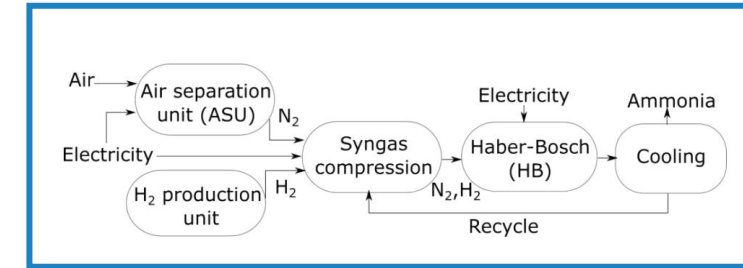 Air
Air separation
unit (ASU)
N₂
Electricity
H₂ production
unit
H₂
Syngas
compression
N₂,H₂
Electricity
Haber-Bosch
(HB)
Ammonia
Cooling
Recycle